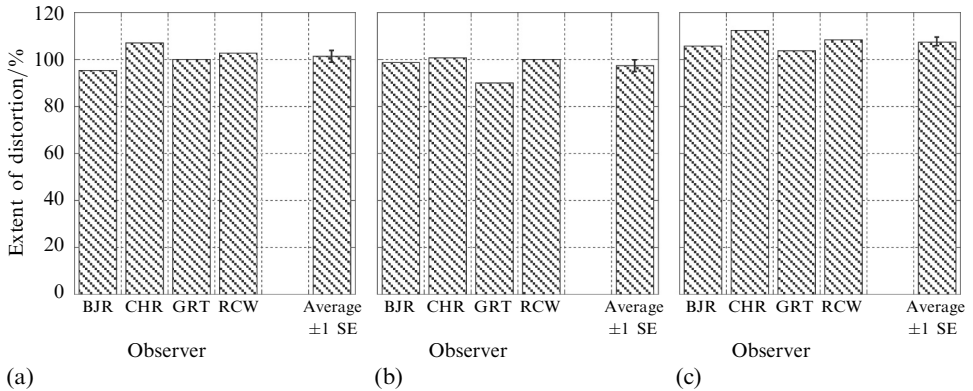 Extent of distortion/%
120
100
80
60
40
20
0
BJR CHR GRT RCW Average
±1 SE
Observer
(a)
BJR CHR GRT RCW Average
±1 SE
Observer
(b)
BJR CHR GRT RCW Average
±1 SE
Observer
(c)